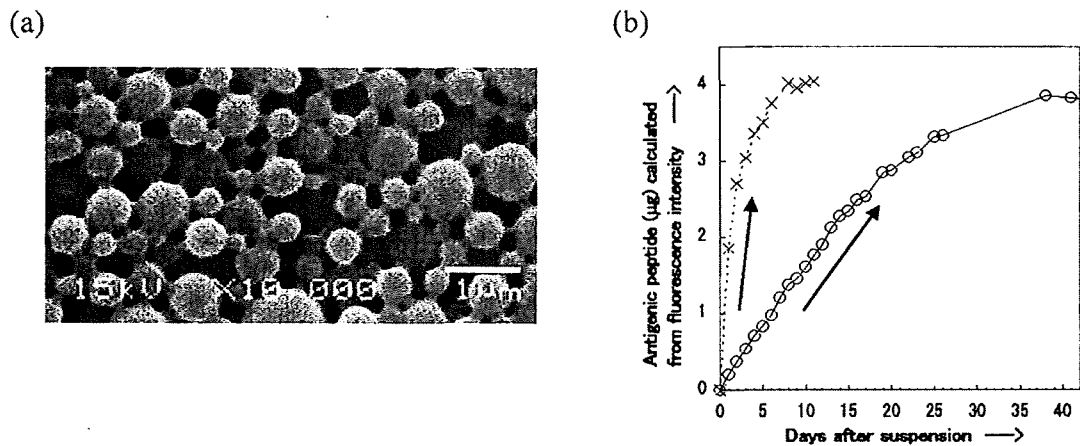 (a)
(b)
15kV ×10,000 1μm
Antigenic peptide (μg) calculated
from fluorescence intensity ⟶
4
3
2
1
0
0 5 10 15 20 25 30 35 40
Days after suspension ⟶